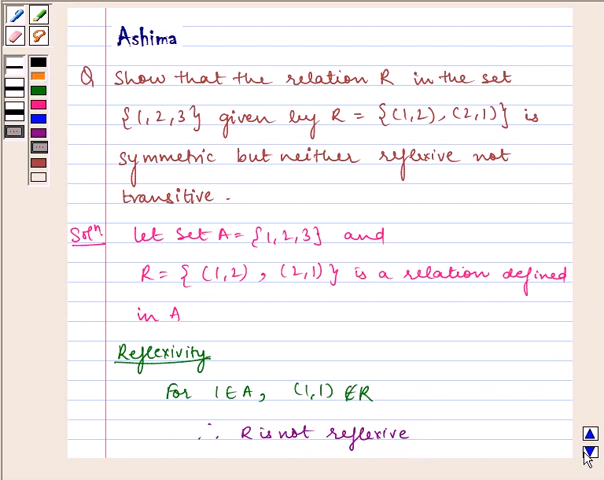 Ashima
Q Show that the relation R in the set
{1, 2, 3} given by R = {(1,2), (2,1)} is
symmetric but neither reflexive not
transitive.
Solⁿ Let Set A = {1, 2, 3} and
R = { (1,2) , (2,1)} is a relation defined
in A
Reflexivity
For 1 ∈ A, (1,1) ∉ R
∴ R is not reflexive